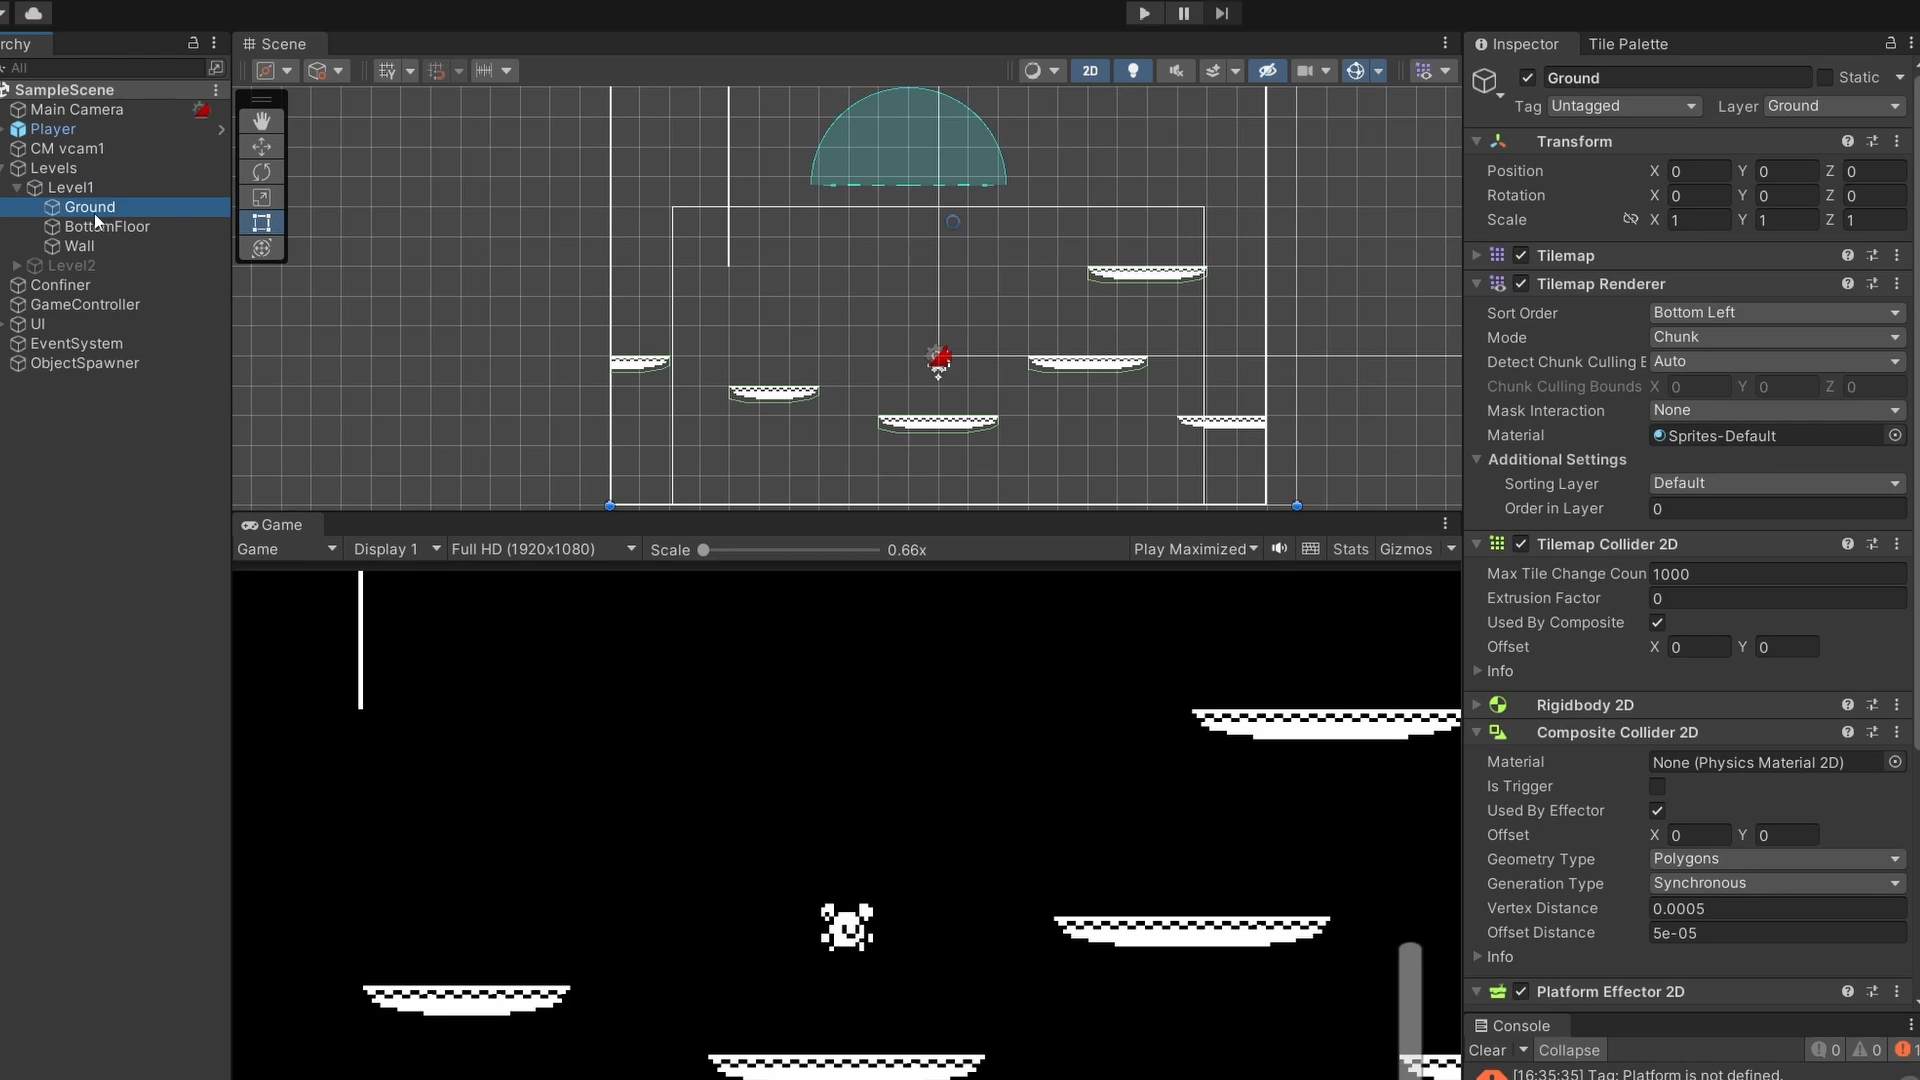 rchy
All
SampleScene
Main Camera
Player
CM vcam1
Levels
Level1
Ground
BottomFloor
Wall
Level2
Confiner
GameController
UI
EventSystem
ObjectSpawner
Scene
2D
Game
Game
Display 1
Full HD (1920x1080)
Scale
0.66x
Play Maximized
Stats
Gizmos
Inspector
Tile Palette
Ground
Static
Tag Untagged
Layer Ground
Transform
Position X 0 Y 0 Z 0
Rotation X 0 Y 0 Z 0
Scale X 1 Y 1 Z 1
Tilemap
Tilemap Renderer
Sort Order Bottom Left
Mode Chunk
Detect Chunk Culling E Auto
Chunk Culling Bounds X 0 Y 0 Z 0
Mask Interaction None
Material Sprites-Default
Additional Settings
Sorting Layer Default
Order in Layer 0
Tilemap Collider 2D
Max Tile Change Coun 1000
Extrusion Factor 0
Used By Composite
Offset X 0 Y 0
Info
Rigidbody 2D
Composite Collider 2D
Material None (Physics Material 2D)
Is Trigger
Used By Effector
Offset X 0 Y 0
Geometry Type Polygons
Generation Type Synchronous
Vertex Distance 0.0005
Offset Distance 5e-05
Info
Platform Effector 2D
Console
Clear Collapse 0 0 1
[16:35:35] Tag: Platform is not defined.